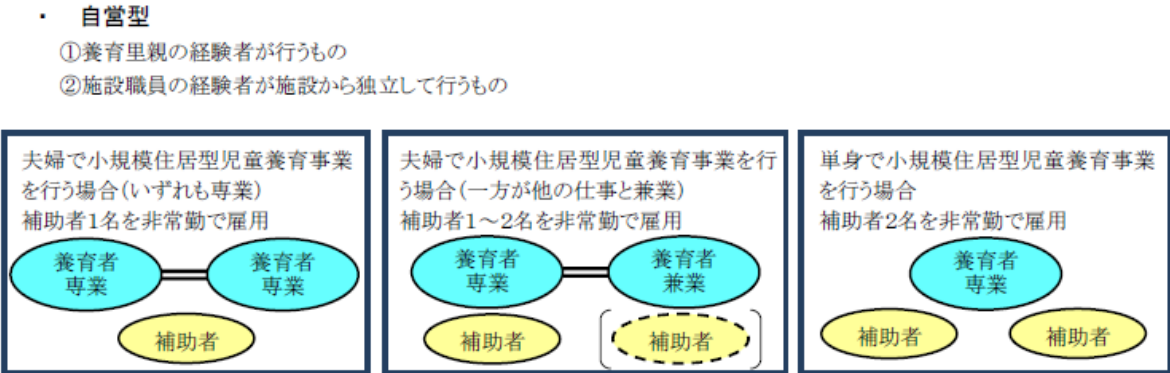 ・ 自営型
①養育里親の経験者が行うもの
②施設職員の経験者が施設から独立して行うもの
夫婦で小規模住居型児童養育事業
を行う場合(いずれも専業)
補助者1名を非常勤で雇用
養育者
専業
養育者
専業
補助者
夫婦で小規模住居型児童養育事業を行
う場合(一方が他の仕事と兼業)
補助者1～2名を非常勤で雇用
養育者
専業
養育者
兼業
補助者
補助者
単身で小規模住居型児童養育事業
を行う場合
補助者2名を非常勤で雇用
養育者
専業
補助者
補助者